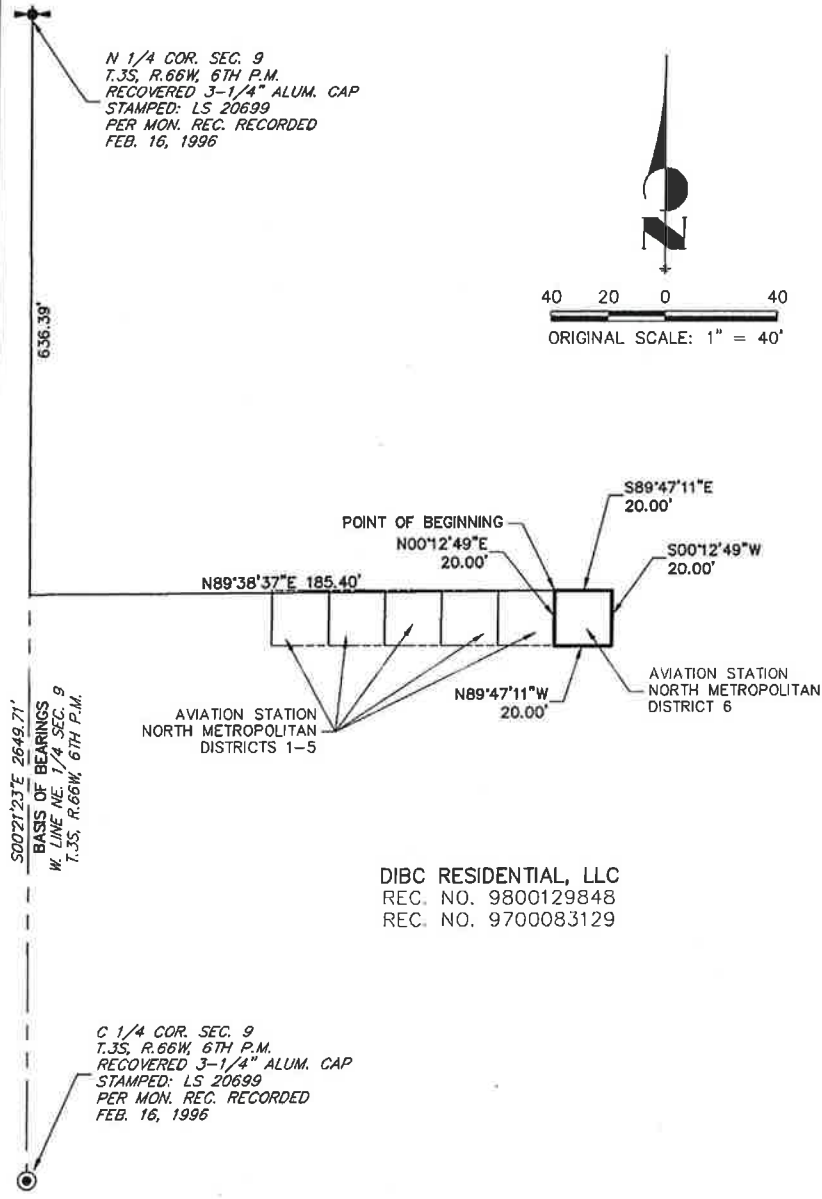 N 1/4 COR. SEC. 9
T.3S, R.66W, 6TH P.M.
RECOVERED 3-1/4" ALUM. CAP
STAMPED: LS 20699
PER MON. REC. RECORDED
FEB. 16, 1996
636.39'
N
40 20 0 40
ORIGINAL SCALE: 1" = 40'
S89°47'11"E
20.00'
POINT OF BEGINNING
N00°12'49"E
20.00'
S00°12'49"W
20.00'
N89°38'37"E 185.40'
N89°47'11"W
20.00'
AVIATION STATION
NORTH METROPOLITAN
DISTRICT 6
AVIATION STATION
NORTH METROPOLITAN
DISTRICTS 1-5
S00°21'23"E 2649.71'
BASIS OF BEARINGS
W. LINE NE. 1/4 SEC. 9
T.3S, R.66W, 6TH P.M.
DIBC RESIDENTIAL, LLC
REC. NO. 9800129848
REC. NO. 9700083129
C 1/4 COR. SEC. 9
T.3S, R.66W, 6TH P.M.
RECOVERED 3-1/4" ALUM. CAP
STAMPED: LS 20699
PER MON. REC. RECORDED
FEB. 16, 1996